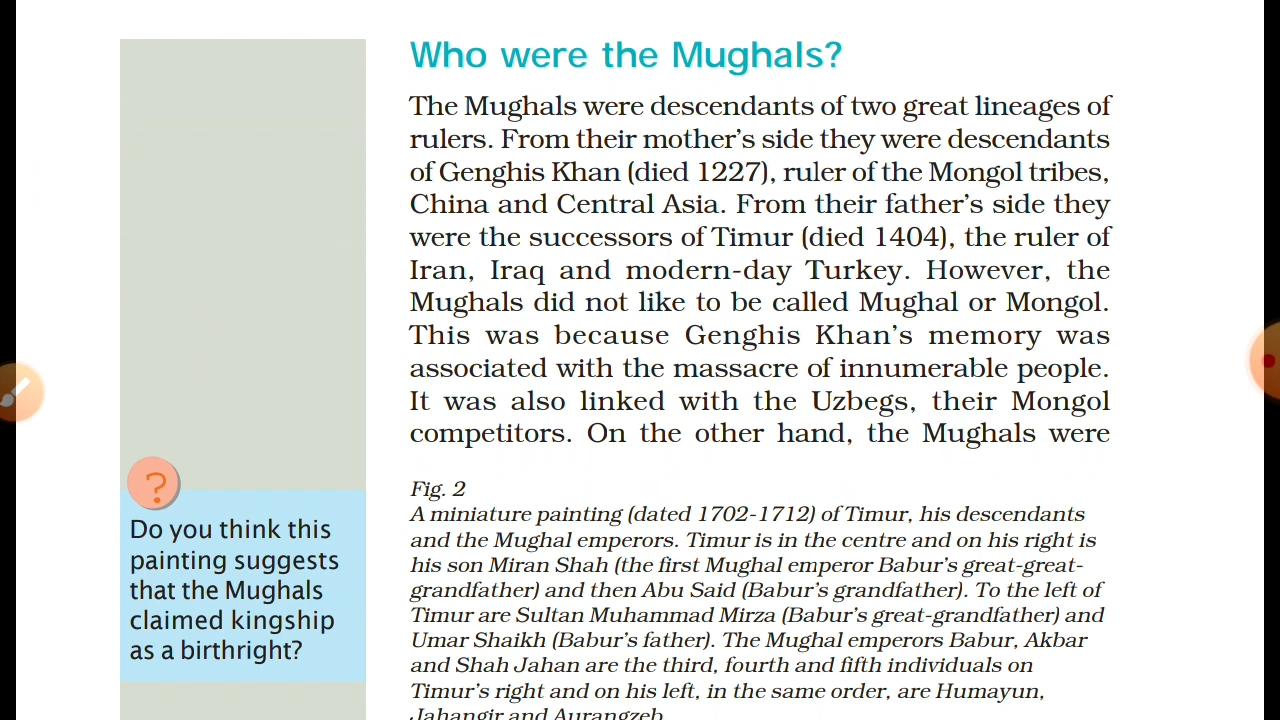 Who were the Mughals?
The Mughals were descendants of two great lineages of
rulers. From their mother's side they were descendants
of Genghis Khan (died 1227), ruler of the Mongol tribes,
China and Central Asia. From their father's side they
were the successors of Timur (died 1404), the ruler of
Iran, Iraq and modern-day Turkey. However, the
Mughals did not like to be called Mughal or Mongol.
This was because Genghis Khan's memory was
associated with the massacre of innumerable people.
It was also linked with the Uzbegs, their Mongol
competitors. On the other hand, the Mughals were
Fig. 2
A miniature painting (dated 1702-1712) of Timur, his descendants
and the Mughal emperors. Timur is in the centre and on his right is
his son Miran Shah (the first Mughal emperor Babur's great-great-
grandfather) and then Abu Said (Babur's grandfather). To the left of
Timur are Sultan Muhammad Mirza (Babur's great-grandfather) and
Umar Shaikh (Babur's father). The Mughal emperors Babur, Akbar
and Shah Jahan are the third, fourth and fifth individuals on
Timur's right and on his left, in the same order, are Humayun,
Jahangir and Aurangzeb.
?
Do you think this
painting suggests
that the Mughals
claimed kingship
as a birthright?